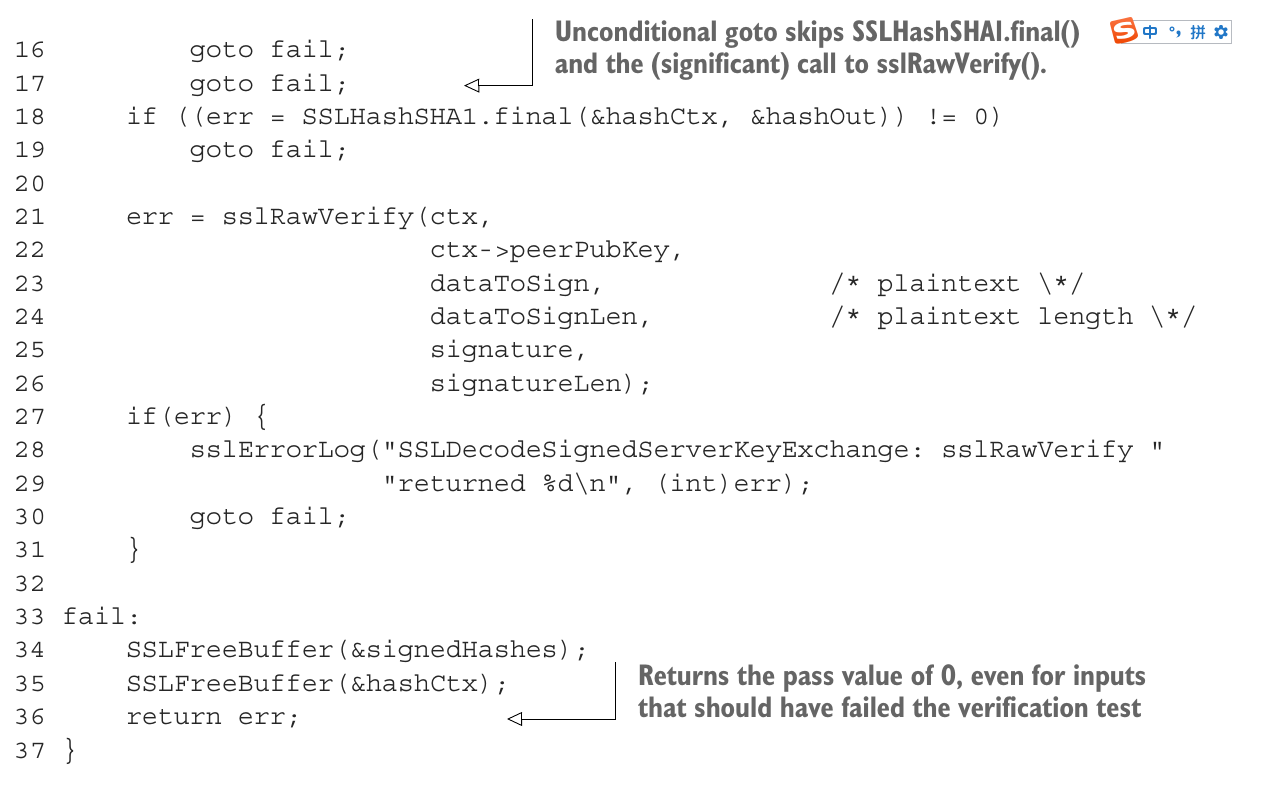 Unconditional goto skips SSLHashSHAI.final()
and the (significant) call to sslRawVerify().
中 °, 拼
16 goto fail;
17 goto fail;
18 if ((err = SSLHashSHA1.final(&hashCtx, &hashOut)) != 0)
19 goto fail;
20
21 err = sslRawVerify(ctx,
22 ctx->peerPubKey,
23 dataToSign, /* plaintext \*/
24 dataToSignLen, /* plaintext length \*/
25 signature,
26 signatureLen);
27 if(err) {
28 sslErrorLog("SSLDecodeSignedServerKeyExchange: sslRawVerify "
29 "returned %d\n", (int)err);
30 goto fail;
31 }
32
33 fail:
34 SSLFreeBuffer(&signedHashes);
35 SSLFreeBuffer(&hashCtx);
36 return err;
37 }
Returns the pass value of 0, even for inputs
that should have failed the verification test